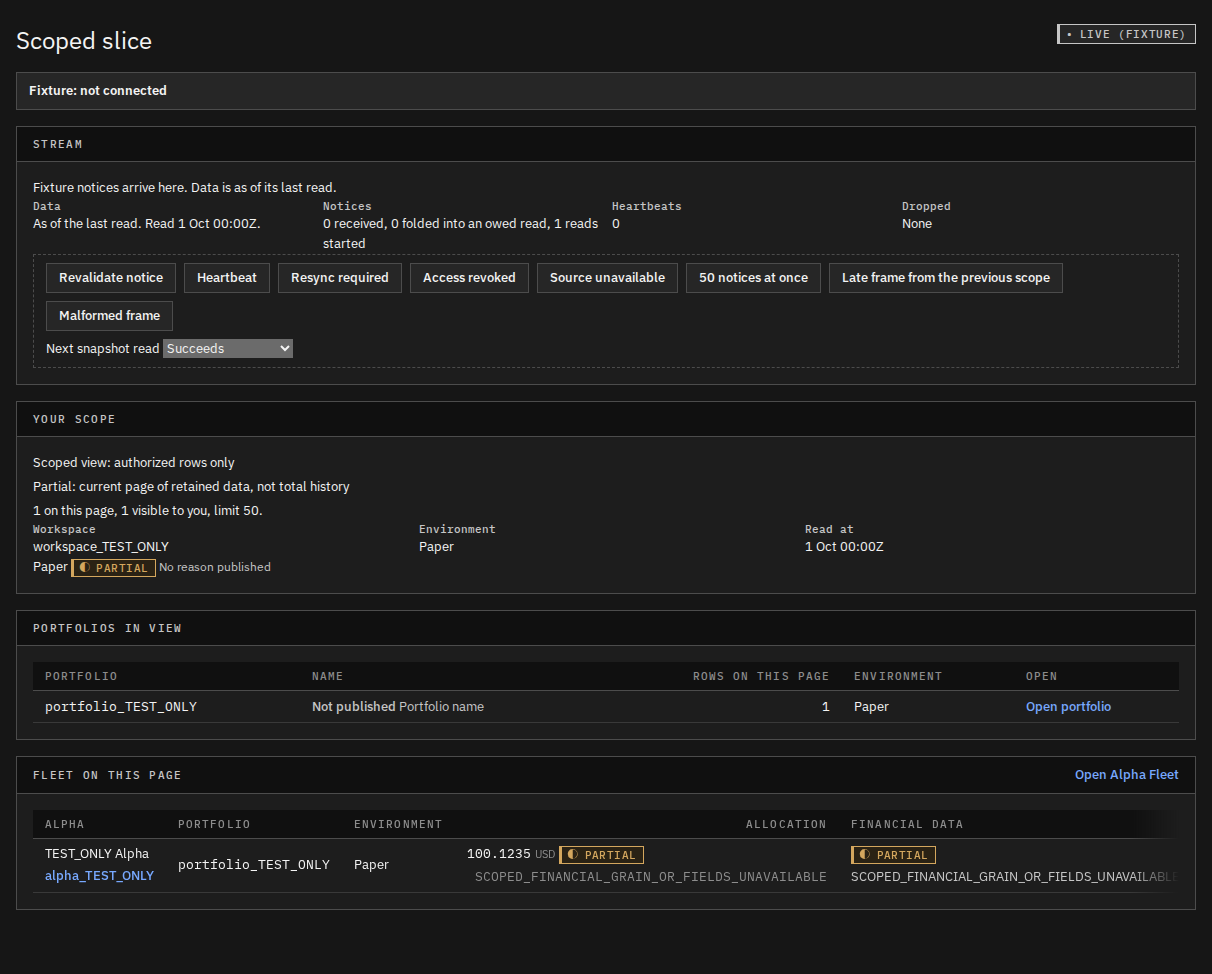 Scoped slice
• LIVE (FIXTURE)
Fixture: not connected
STREAM
Fixture notices arrive here. Data is as of its last read.
Data Notices Heartbeats Dropped
As of the last read. Read 1 Oct 00:00Z. 0 received, 0 folded into an owed read, 1 reads started 0 None
Revalidate notice Heartbeat Resync required Access revoked Source unavailable 50 notices at once Late frame from the previous scope
Malformed frame
Next snapshot read Succeeds
YOUR SCOPE
Scoped view: authorized rows only
Partial: current page of retained data, not total history
1 on this page, 1 visible to you, limit 50.
Workspace Environment Read at
workspace_TEST_ONLY Paper 1 Oct 00:00Z
Paper PARTIAL No reason published
PORTFOLIOS IN VIEW
PORTFOLIO NAME ROWS ON THIS PAGE ENVIRONMENT OPEN
portfolio_TEST_ONLY Not published Portfolio name 1 Paper Open portfolio
FLEET ON THIS PAGE Open Alpha Fleet
ALPHA PORTFOLIO ENVIRONMENT ALLOCATION FINANCIAL DATA
TEST_ONLY Alpha portfolio_TEST_ONLY Paper 100.1235 USD PARTIAL PARTIAL
alpha_TEST_ONLY SCOPED_FINANCIAL_GRAIN_OR_FIELDS_UNAVAILABLE SCOPED_FINANCIAL_GRAIN_OR_FIELDS_UNAVAILABLE